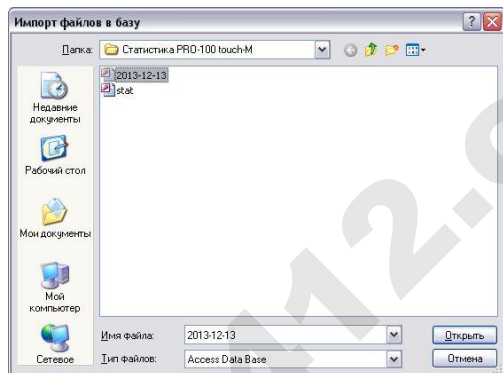 Импорт файлов в базу
Папка: Статистика PRO-100 touch-M
2013-12-13
stat
Недавние
документы
Рабочий стол
Мои документы
Мой
компьютер
Сетевое
Имя файла: 2013-12-13 Открыть
Тип файлов: Access Data Base Отмена